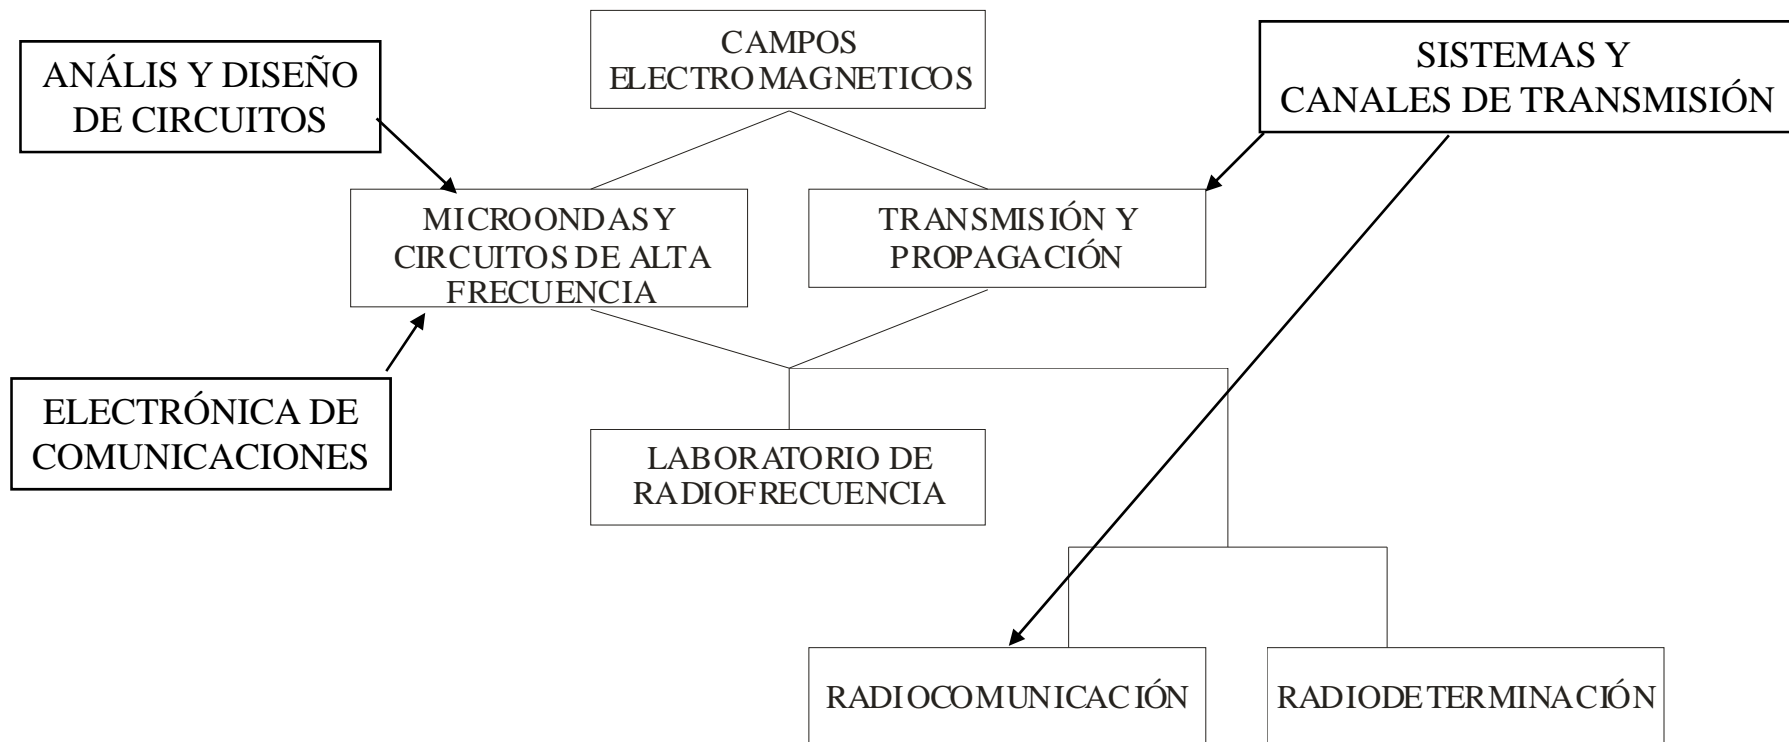 CAMPOS
ELECTROMAGNETICOS
ANÁLIS Y DISEÑO
DE CIRCUITOS
SISTEMAS Y
CANALES DE TRANSMISIÓN
MICROONDAS Y
CIRCUITOS DE ALTA
FRECUENCIA
TRANSMISIÓN Y
PROPAGACIÓN
ELECTRÓNICA DE
COMUNICACIONES
LABORATORIO DE
RADIOFRECUENCIA
RADIOCOMUNICACIÓN
RADIODETERMINACIÓN